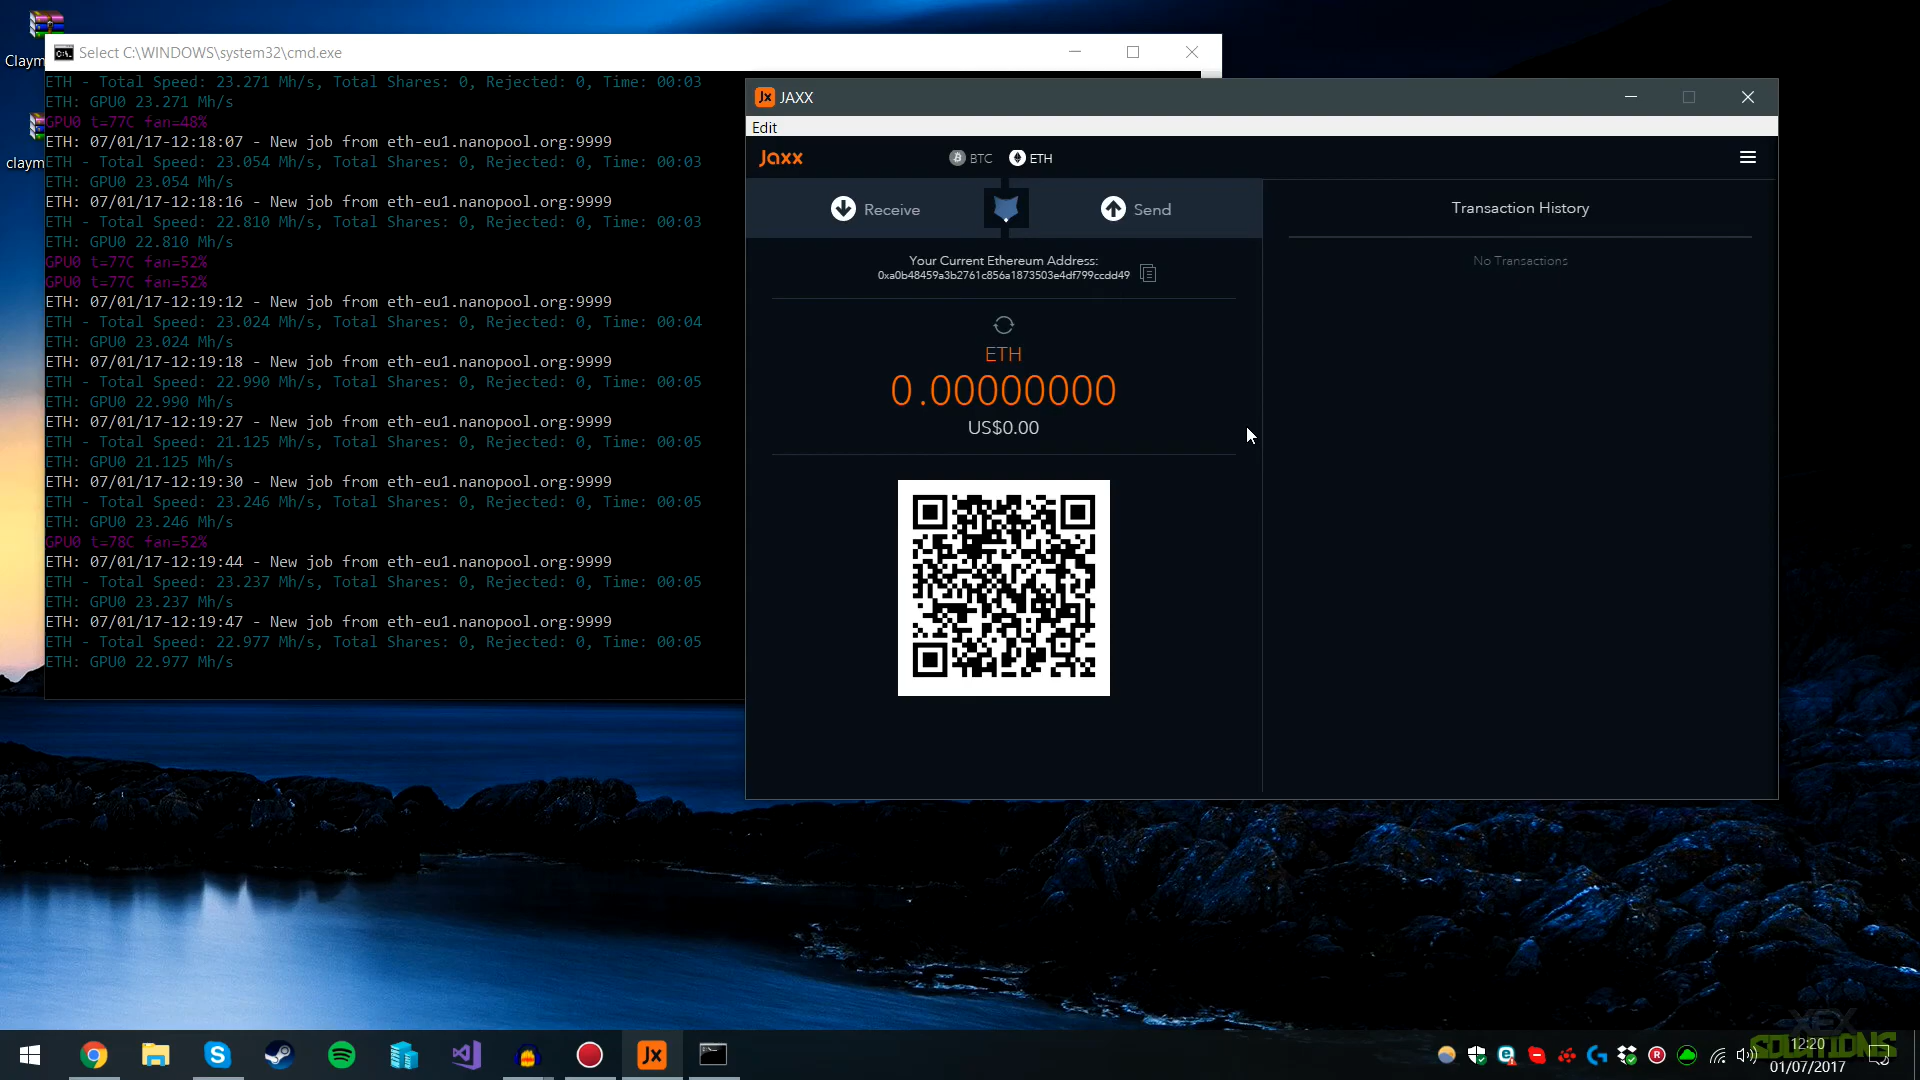 Claym
claym
Select C:\WINDOWS\system32\cmd.exe
ETH - Total Speed: 23.271 Mh/s, Total Shares: 0, Rejected: 0, Time: 00:03
ETH: GPU0 23.271 Mh/s
GPU0 t=77C fan=48%
ETH: 07/01/17-12:18:07 - New job from eth-eu1.nanopool.org:9999
ETH - Total Speed: 23.054 Mh/s, Total Shares: 0, Rejected: 0, Time: 00:03
ETH: GPU0 23.054 Mh/s
ETH: 07/01/17-12:18:16 - New job from eth-eu1.nanopool.org:9999
ETH - Total Speed: 22.810 Mh/s, Total Shares: 0, Rejected: 0, Time: 00:03
ETH: GPU0 22.810 Mh/s
GPU0 t=77C fan=52%
GPU0 t=77C fan=52%
ETH: 07/01/17-12:19:12 - New job from eth-eu1.nanopool.org:9999
ETH - Total Speed: 23.024 Mh/s, Total Shares: 0, Rejected: 0, Time: 00:04
ETH: GPU0 23.024 Mh/s
ETH: 07/01/17-12:19:18 - New job from eth-eu1.nanopool.org:9999
ETH - Total Speed: 22.990 Mh/s, Total Shares: 0, Rejected: 0, Time: 00:05
ETH: GPU0 22.990 Mh/s
ETH: 07/01/17-12:19:27 - New job from eth-eu1.nanopool.org:9999
ETH - Total Speed: 21.125 Mh/s, Total Shares: 0, Rejected: 0, Time: 00:05
ETH: GPU0 21.125 Mh/s
ETH: 07/01/17-12:19:30 - New job from eth-eu1.nanopool.org:9999
ETH - Total Speed: 23.246 Mh/s, Total Shares: 0, Rejected: 0, Time: 00:05
ETH: GPU0 23.246 Mh/s
GPU0 t=78C fan=52%
ETH: 07/01/17-12:19:44 - New job from eth-eu1.nanopool.org:9999
ETH - Total Speed: 23.237 Mh/s, Total Shares: 0, Rejected: 0, Time: 00:05
ETH: GPU0 23.237 Mh/s
ETH: 07/01/17-12:19:47 - New job from eth-eu1.nanopool.org:9999
ETH - Total Speed: 22.977 Mh/s, Total Shares: 0, Rejected: 0, Time: 00:05
ETH: GPU0 22.977 Mh/s
Jx JAXX
Edit
Jaxx
BTC ETH
Receive
Send
Your Current Ethereum Address:
0xa0b48459a3b2761c856a1873503e4df799ccdd49
ETH
0.00000000
US$0.00
Transaction History
No Transactions
Jx
XEX
SOLUTIONS
12:20
01/07/2017